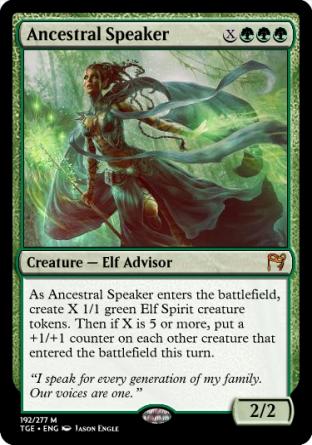 Ancestral Speaker X
Creature — Elf Advisor
As Ancestral Speaker enters the battlefield,
create X 1/1 green Elf Spirit creature
tokens. Then if X is 5 or more, put a
+1/+1 counter on each other creature that
entered the battlefield this turn.
“I speak for every generation of my family.
Our voices are one.”
2/2
192/277 M
TGE • ENG Jason Engle